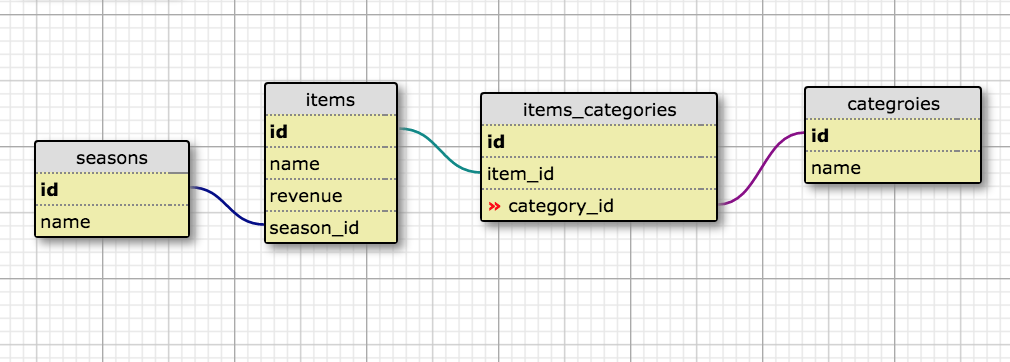 seasons
id
name
items
id
name
revenue
season_id
items_categories
id
item_id
» category_id
categroies
id
name